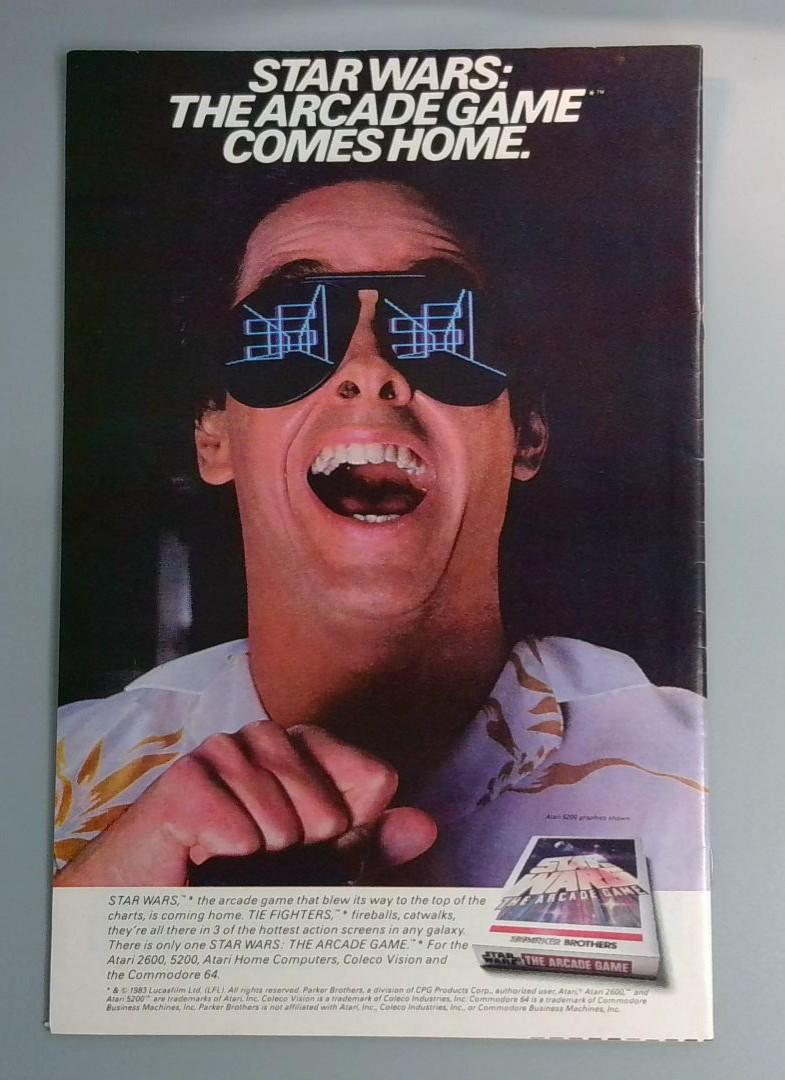 STAR WARS:
THE ARCADE GAME*™
COMES HOME.
Atari 5200 graphics shown.
STAR WARS,™* the arcade game that blew its way to the top of the
charts, is coming home. TIE FIGHTERS,™* fireballs, catwalks,
they're all there in 3 of the hottest action screens in any galaxy.
There is only one STAR WARS: THE ARCADE GAME.™* For the
Atari 2600, 5200, Atari Home Computers, Coleco Vision and
the Commodore 64.
STAR
WARS
THE ARCADE GAME
PARKER BROTHERS
STAR
WARS
THE ARCADE GAME
* & © 1983 Lucasfilm Ltd. (LFL). All rights reserved. Parker Brothers, a division of CPG Products Corp., authorized user, Atari,® Atari 2600,™ and
Atari 5200™ are trademarks of Atari, Inc. Coleco Vision is a trademark of Coleco Industries, Inc. Commodore 64 is a trademark of Commodore
Business Machines, Inc. Parker Brothers is not affiliated with Atari, Inc., Coleco Industries, Inc., or Commodore Business Machines, Inc.